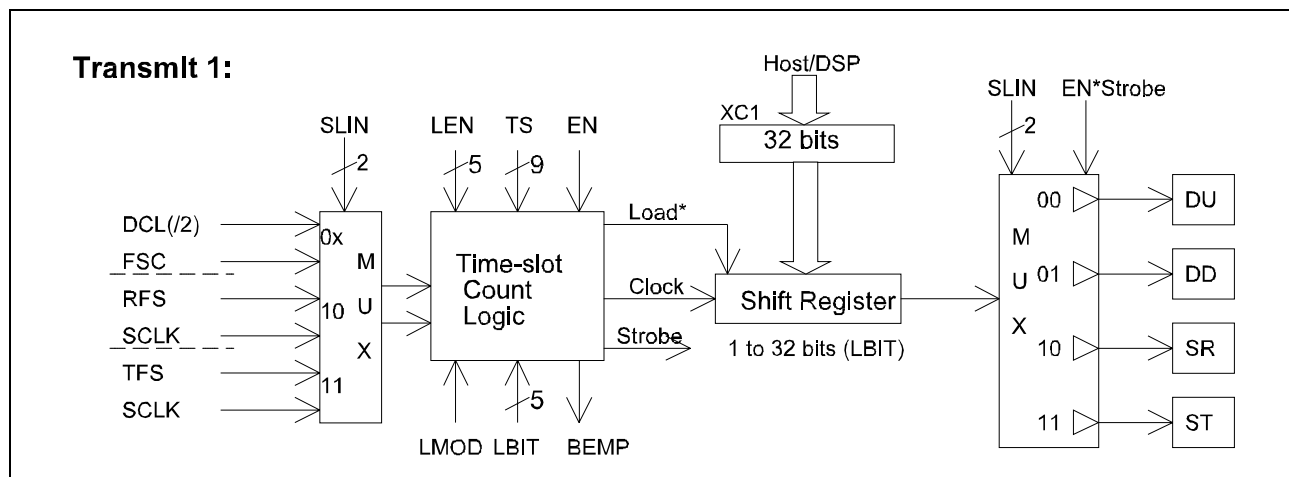 Transmlt 1:
Host/DSP
SLIN
LEN
TS
EN
XC1
32 bits
SLIN
EN*Strobe
2
5
9
2
DCL(/2)
FSC
RFS
SCLK
TFS
SCLK
0x
10
11
M
U
X
Time-slot
Count
Logic
Load*
Clock
Strobe
Shift Register
1 to 32 bits (LBIT)
5
LMOD
LBIT
BEMP
M
U
X
00
01
10
11
DU
DD
SR
ST